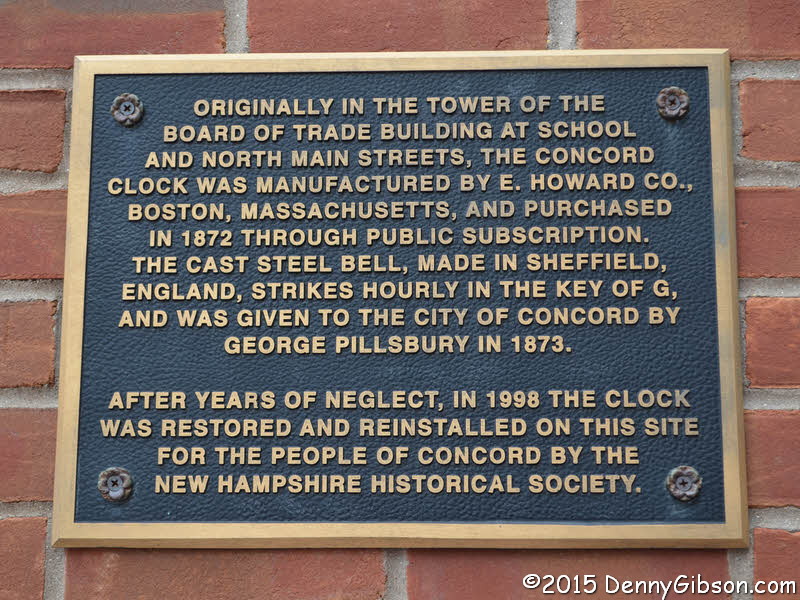 ORIGINALLY IN THE TOWER OF THE
BOARD OF TRADE BUILDING AT SCHOOL
AND NORTH MAIN STREETS, THE CONCORD
CLOCK WAS MANUFACTURED BY E. HOWARD CO.,
BOSTON, MASSACHUSETTS, AND PURCHASED
IN 1872 THROUGH PUBLIC SUBSCRIPTION.
THE CAST STEEL BELL, MADE IN SHEFFIELD,
ENGLAND, STRIKES HOURLY IN THE KEY OF G,
AND WAS GIVEN TO THE CITY OF CONCORD BY
GEORGE PILLSBURY IN 1873.
AFTER YEARS OF NEGLECT, IN 1998 THE CLOCK
WAS RESTORED AND REINSTALLED ON THIS SITE
FOR THE PEOPLE OF CONCORD BY THE
NEW HAMPSHIRE HISTORICAL SOCIETY.
©2015 DennyGibson.com